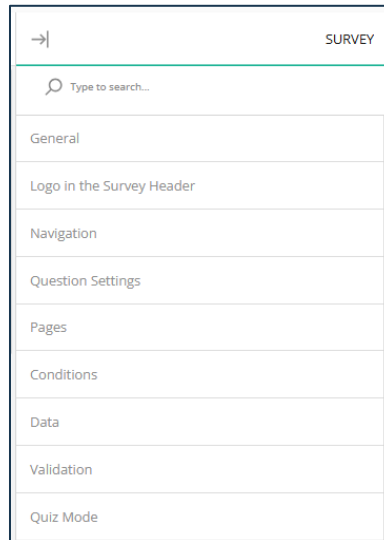 SURVEY
Type to search...
General
Logo in the Survey Header
Navigation
Question Settings
Pages
Conditions
Data
Validation
Quiz Mode